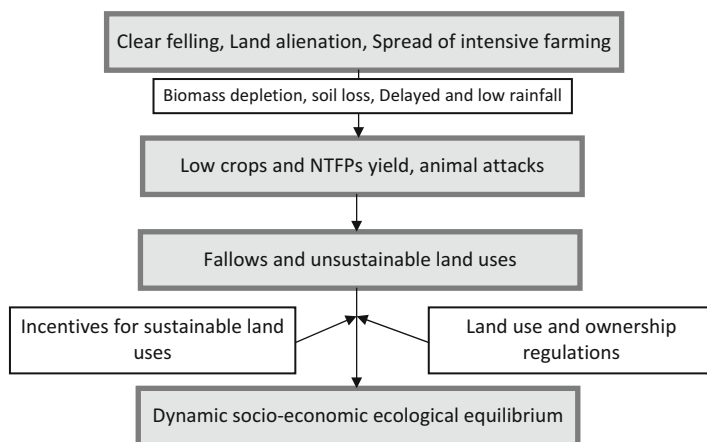 Clear felling, Land alienation, Spread of intensive farming
Biomass depletion, soil loss, Delayed and low rainfall
Low crops and NTFPs yield, animal attacks
Fallows and unsustainable land uses
Incentives for sustainable land
uses
Land use and ownership
regulations
Dynamic socio-economic ecological equilibrium